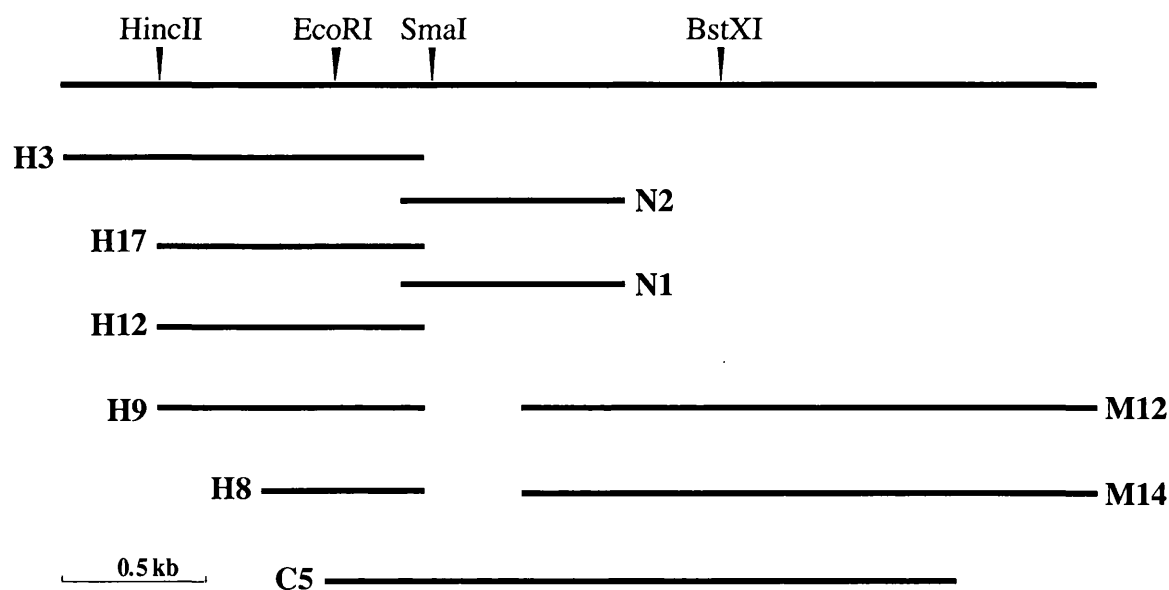 HincII EcoRI SmaI BstXI
H3
N2
H17
N1
H12
H9 M12
H8 M14
0.5 kb C5